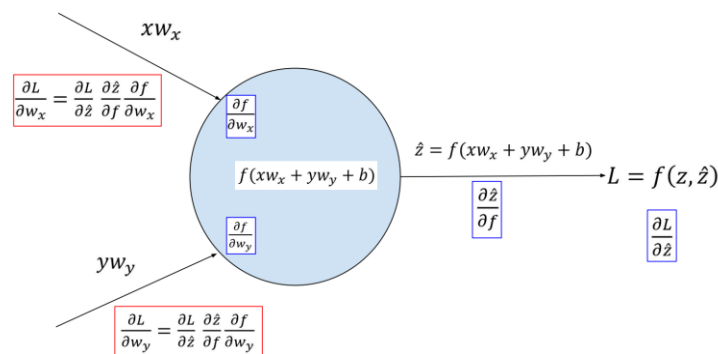 xw_x
∂L/∂w_x = ∂L/∂ẑ ∂ẑ/∂f ∂f/∂w_x
∂f/∂w_x
f(xw_x + yw_y + b)
ẑ = f(xw_x + yw_y + b)
L = f(z, ẑ)
∂ẑ/∂f
∂L/∂ẑ
∂f/∂w_y
yw_y
∂L/∂w_y = ∂L/∂ẑ ∂ẑ/∂f ∂f/∂w_y